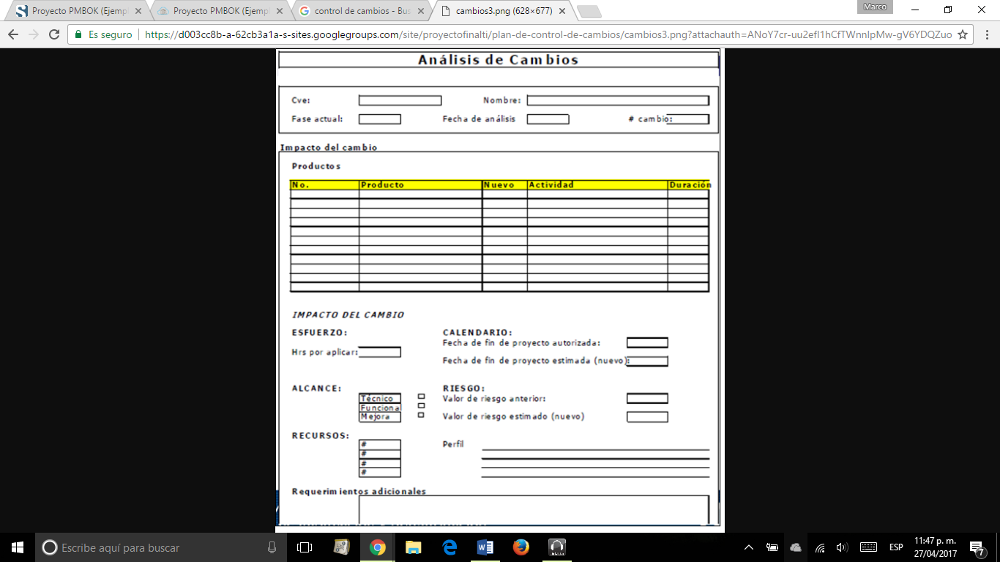 Marco
Proyecto PMBOK (Ejempl
Proyecto PMBOK (Ejempl
control de cambios - Bus
cambios3.png (628×677)
Es seguro
https://d003cc8b-a-62cb3a1a-s-sites.googlegroups.com/site/proyectofinalti/plan-de-control-de-cambios/cambios3.png?attachauth=ANoY7cr-uu2efl1hCfTWnnlpMw-gV6YDQZuo
Análisis de Cambios
Cve: Nombre:
Fase actual: Fecha de análisis # cambio:
Impacto del cambio
Productos
No. Producto Nuevo Actividad Duración
IMPACTO DEL CAMBIO
ESFUERZO: CALENDARIO:
Fecha de fin de proyecto autorizada:
Hrs por aplicar:
Fecha de fin de proyecto estimada (nuevo):
ALCANCE: RIESGO:
Técnico Valor de riesgo anterior:
Funcional
Mejora Valor de riesgo estimado (nuevo)
RECURSOS:
# Perfil
#
#
#
Requerimientos adicionales
Escribe aquí para buscar
ESP
11:47 p. m.
27/04/2017
7